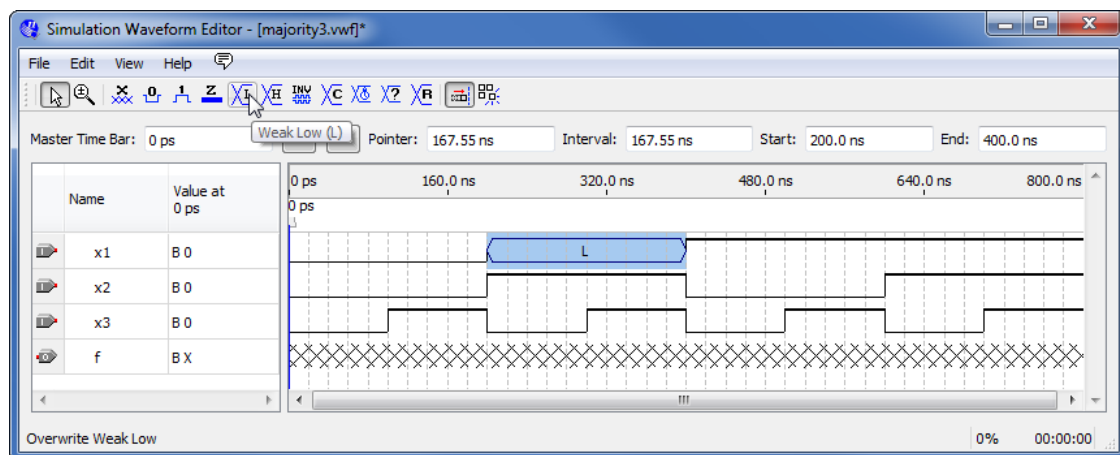 Simulation Waveform Editor - [majority3.vwf]*
File Edit View Help
Weak Low (L)
Master Time Bar: 0 ps Pointer: 167.55 ns Interval: 167.55 ns Start: 200.0 ns End: 400.0 ns
Name Value at 0 ps
0 ps 160.0 ns 320.0 ns 480.0 ns 640.0 ns 800.0 ns
0 ps
x1 B 0 L
x2 B 0
x3 B 0
f B X
Overwrite Weak Low 0% 00:00:00